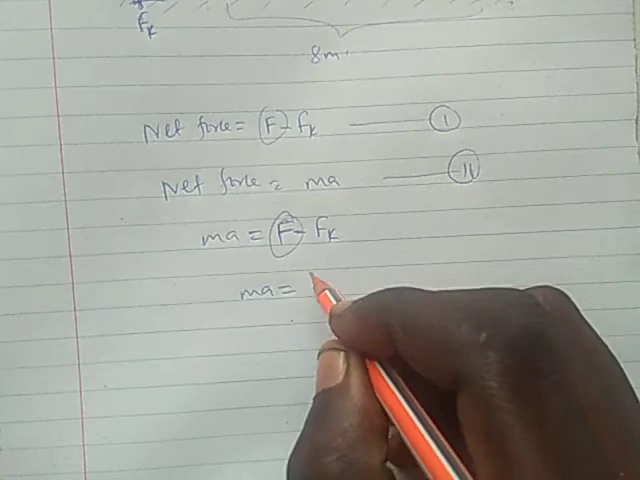 fk
8m
Net force = F - fk ——— 1
Net force = ma ——— 11
ma = F - fk
ma =